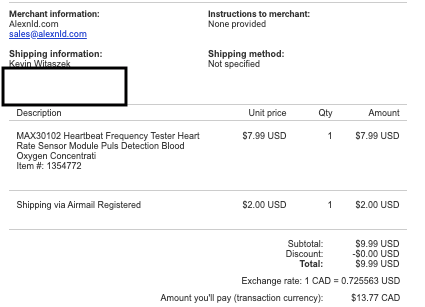 Merchant information:
Alexnld.com
sales@alexnld.com
Instructions to merchant:
None provided
Shipping information:
Kevin Witaszek
Shipping method:
Not specified
Description Unit price Qty Amount
MAX30102 Heartbeat Frequency Tester Heart $7.99 USD 1 $7.99 USD
Rate Sensor Module Puls Detection Blood
Oxygen Concentrati
Item #: 1354772
Shipping via Airmail Registered $2.00 USD 1 $2.00 USD
Subtotal: $9.99 USD
Discount: -$0.00 USD
Total: $9.99 USD
Exchange rate: 1 CAD = 0.725563 USD
Amount you'll pay (transaction currency): $13.77 CAD